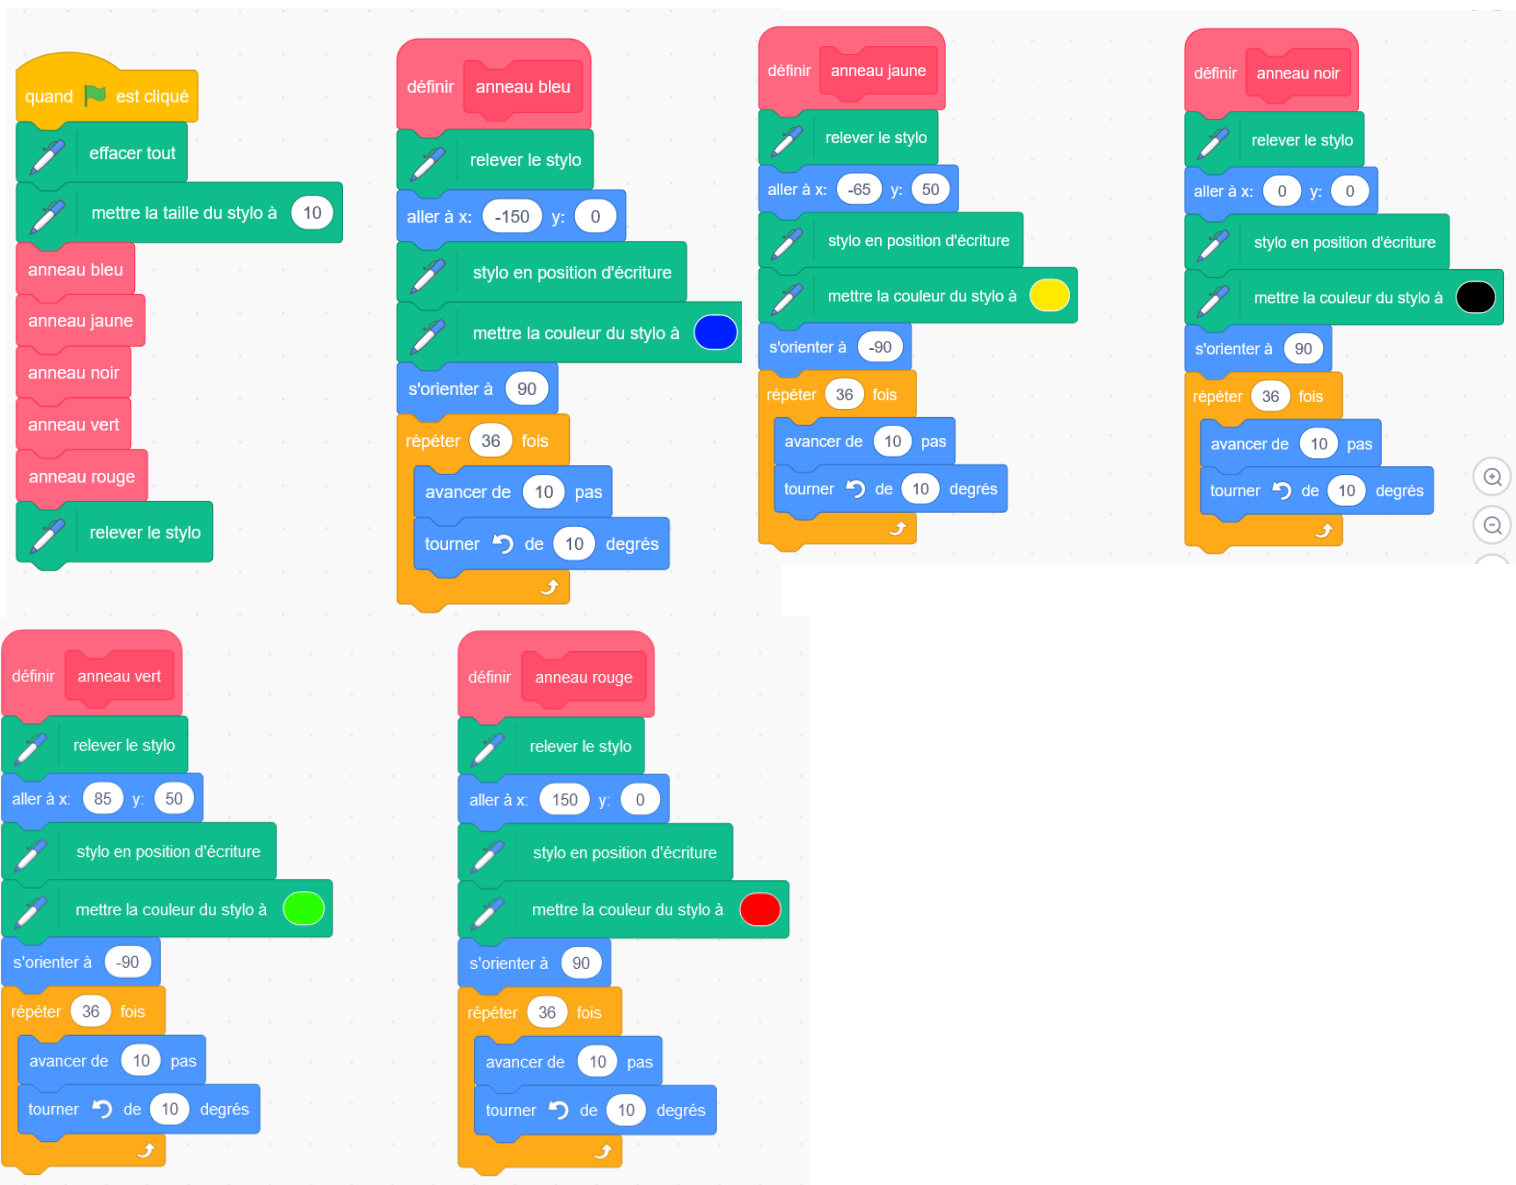 quand est cliqué
effacer tout
mettre la taille du stylo à 10
anneau bleu
anneau jaune
anneau noir
anneau vert
anneau rouge
relever le stylo
définir anneau bleu
relever le stylo
aller à x: -150 y: 0
stylo en position d'écriture
mettre la couleur du stylo à
s'orienter à 90
répéter 36 fois
avancer de 10 pas
tourner de 10 degrés
définir anneau jaune
relever le stylo
aller à x: -65 y: 50
stylo en position d'écriture
mettre la couleur du stylo à
s'orienter à -90
répéter 36 fois
avancer de 10 pas
tourner de 10 degrés
définir anneau noir
relever le stylo
aller à x: 0 y: 0
stylo en position d'écriture
mettre la couleur du stylo à
s'orienter à 90
répéter 36 fois
avancer de 10 pas
tourner de 10 degrés
définir anneau vert
relever le stylo
aller à x: 85 y: 50
stylo en position d'écriture
mettre la couleur du stylo à
s'orienter à -90
répéter 36 fois
avancer de 10 pas
tourner de 10 degrés
définir anneau rouge
relever le stylo
aller à x: 150 y: 0
stylo en position d'écriture
mettre la couleur du stylo à
s'orienter à 90
répéter 36 fois
avancer de 10 pas
tourner de 10 degrés